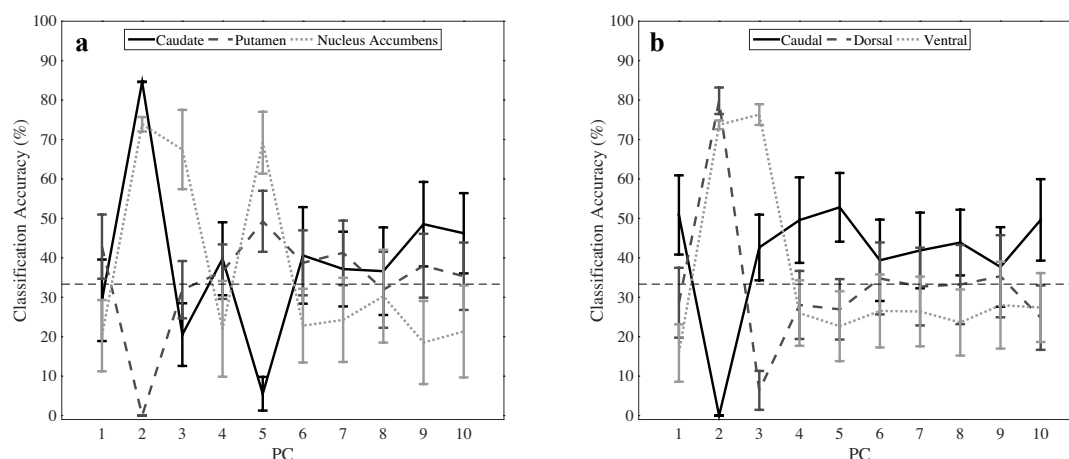 a
Caudate Putamen Nucleus Accumbens
Classification Accuracy (%)
100
90
80
70
60
50
40
30
20
10
0
1 2 3 4 5 6 7 8 9 10
PC
b
Caudal Dorsal Ventral
Classification Accuracy (%)
100
90
80
70
60
50
40
30
20
10
0
1 2 3 4 5 6 7 8 9 10
PC